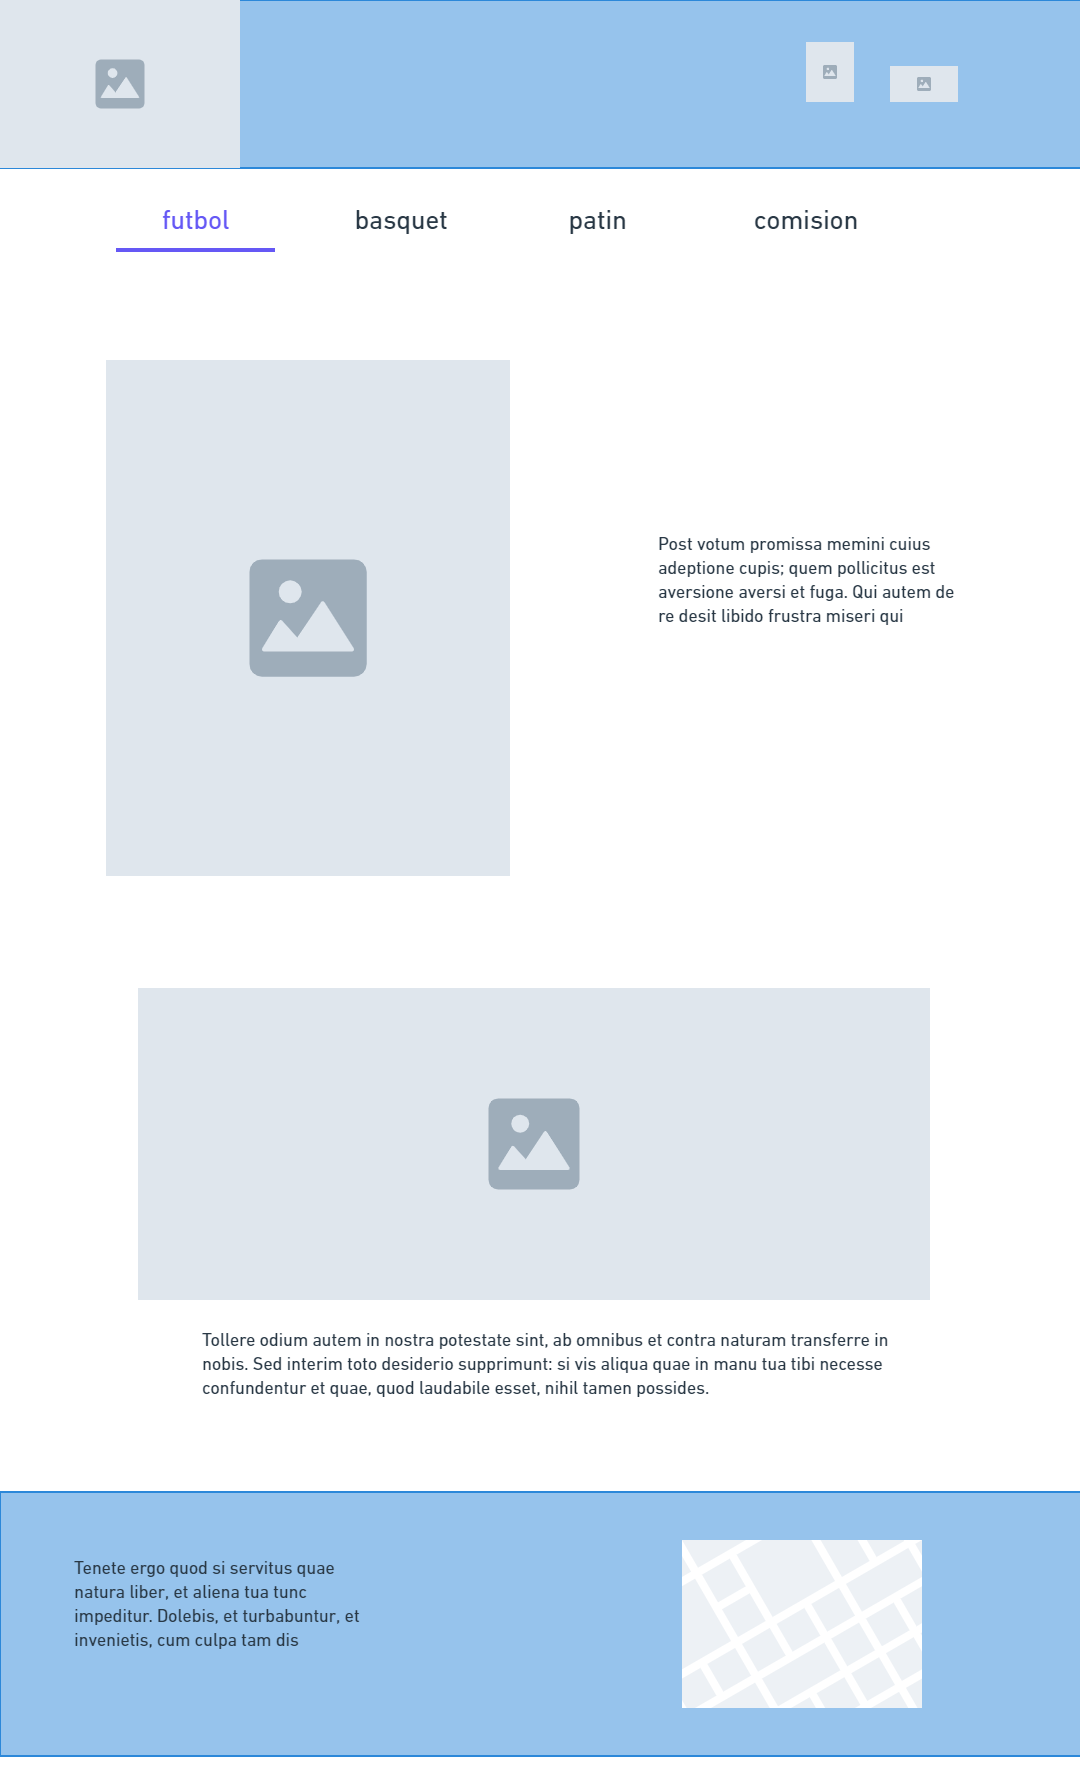 futbol basquet patin comision
Post votum promissa memini cuius
adeptione cupis; quem pollicitus est
aversione aversi et fuga. Qui autem de
re desit libido frustra miseri qui
Tollere odium autem in nostra potestate sint, ab omnibus et contra naturam transferre in
nobis. Sed interim toto desiderio supprimunt: si vis aliqua quae in manu tua tibi necesse
confundentur et quae, quod laudabile esset, nihil tamen possides.
Tenete ergo quod si servitus quae
natura liber, et aliena tua tunc
impeditur. Dolebis, et turbabuntur, et
invenietis, cum culpa tam dis